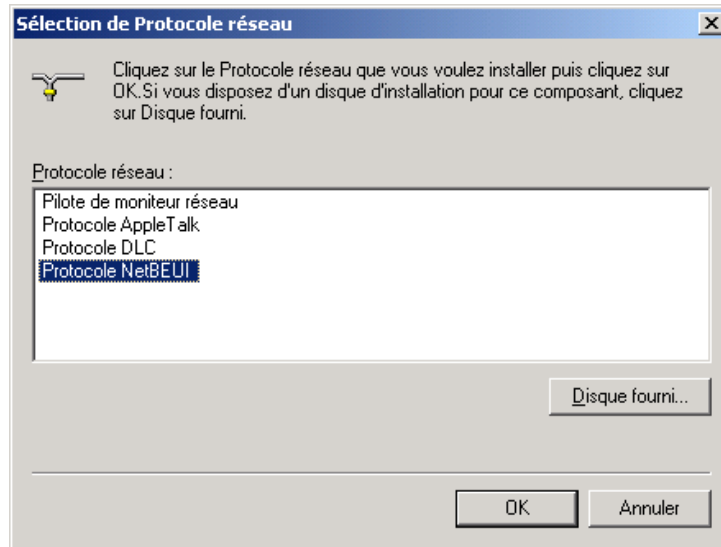 Sélection de Protocole réseau
Cliquez sur le Protocole réseau que vous voulez installer puis cliquez sur
OK.Si vous disposez d'un disque d'installation pour ce composant, cliquez
sur Disque fourni.
Protocole réseau :
Pilote de moniteur réseau
Protocole AppleTalk
Protocole DLC
Protocole NetBEUI
Disque fourni...
OK
Annuler